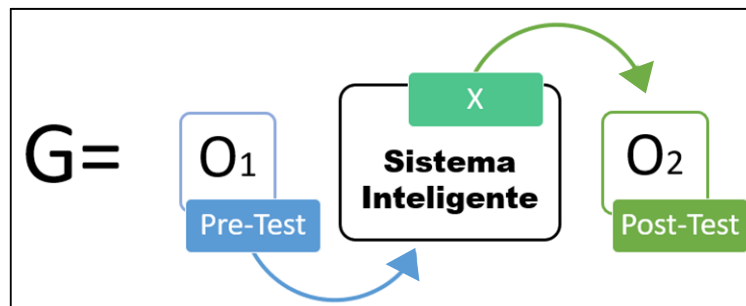 G=
O1
Pre-Test
X
Sistema
Inteligente
O2
Post-Test